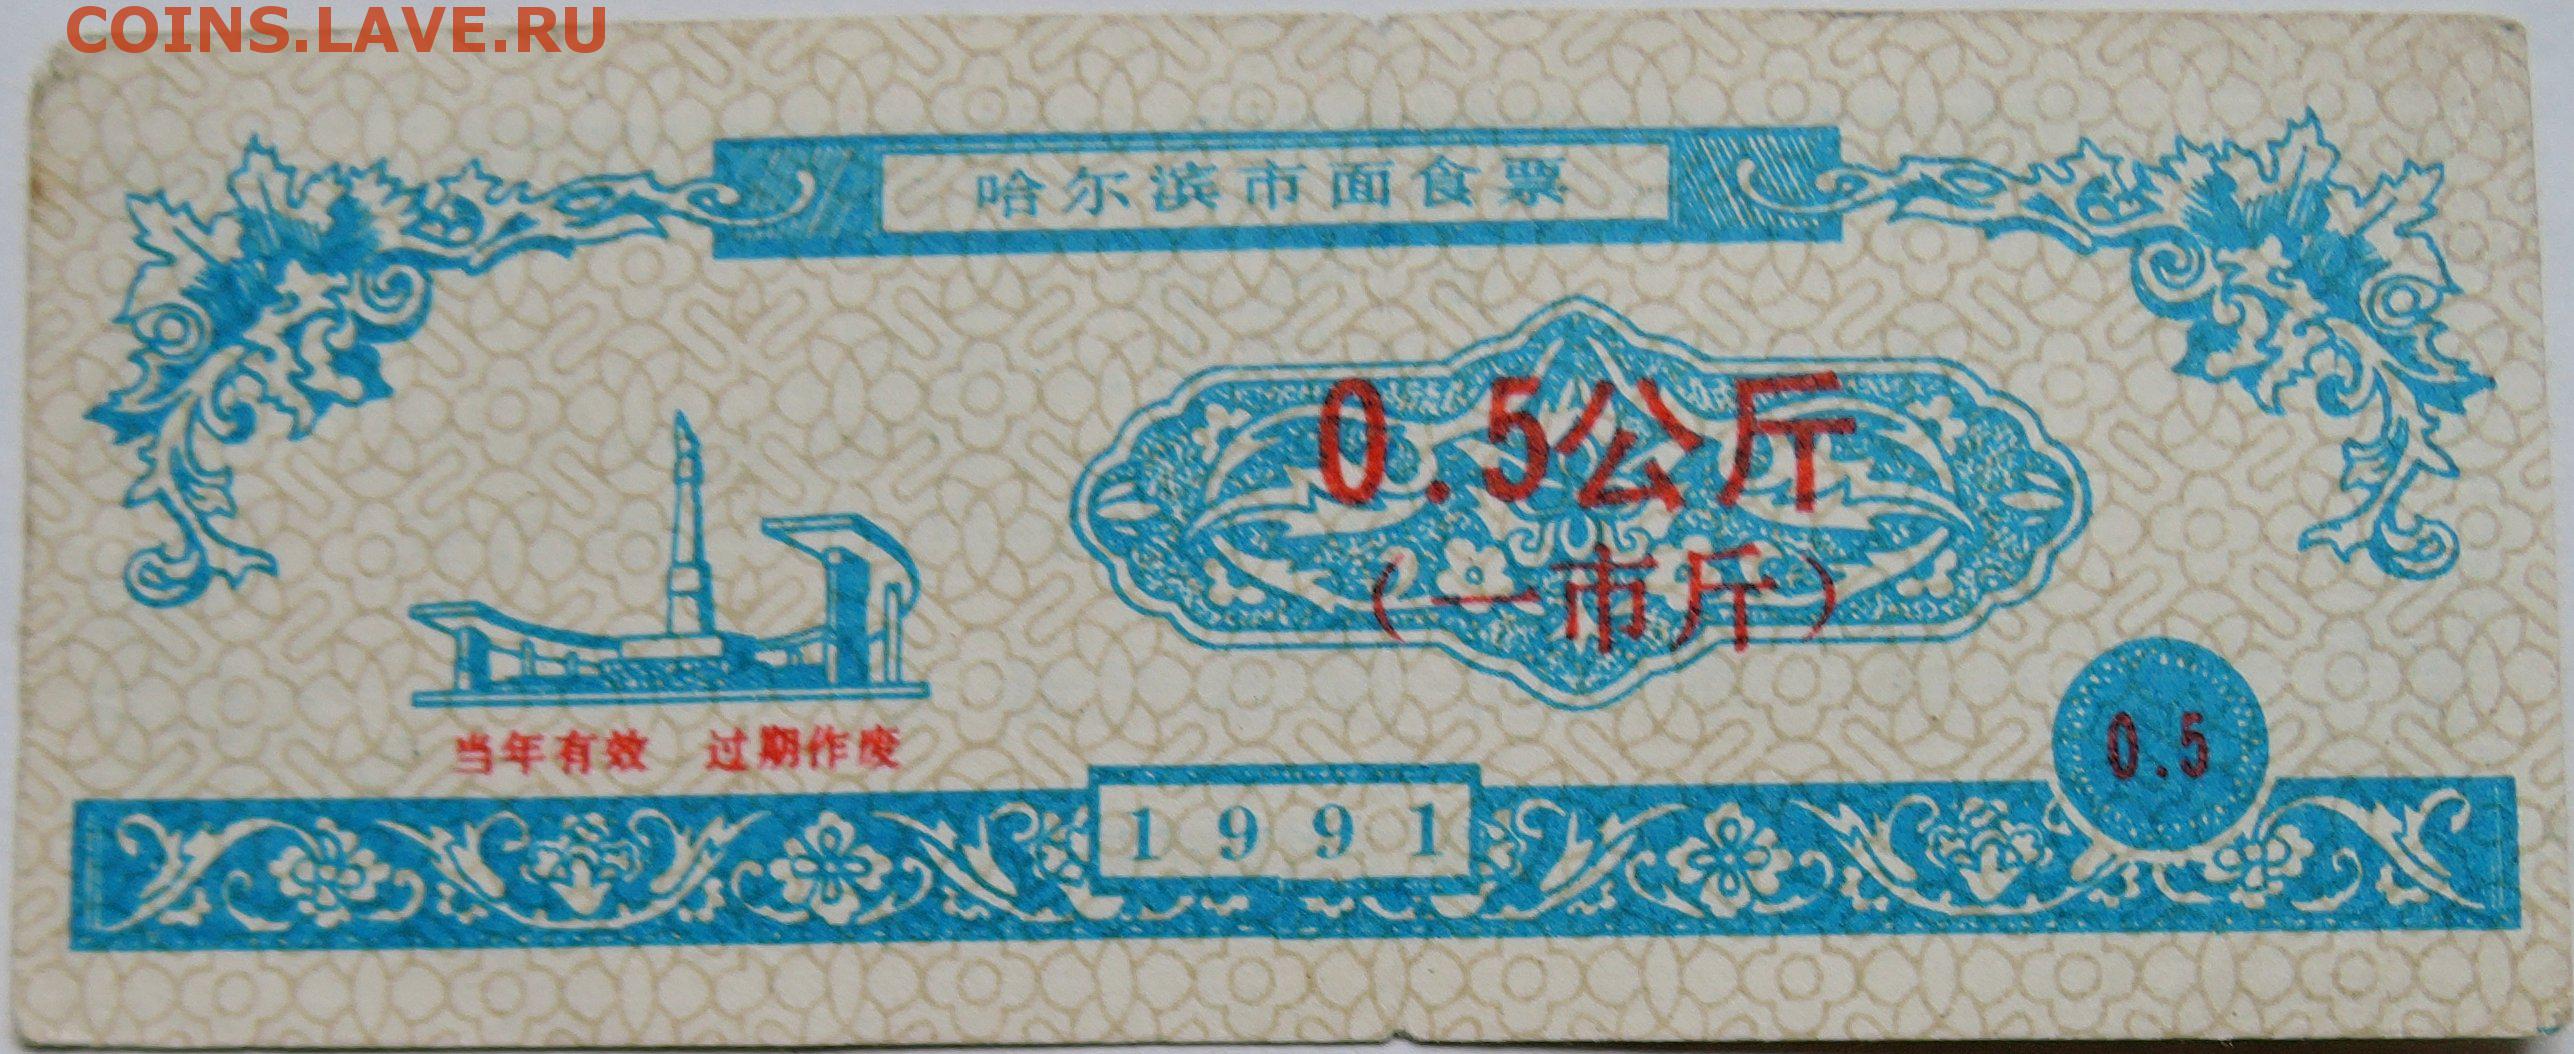 COINS.LAVE.RU
哈尔滨市面食票
0.5公斤
(一市斤)
0.5
当年有效 过期作废
1991